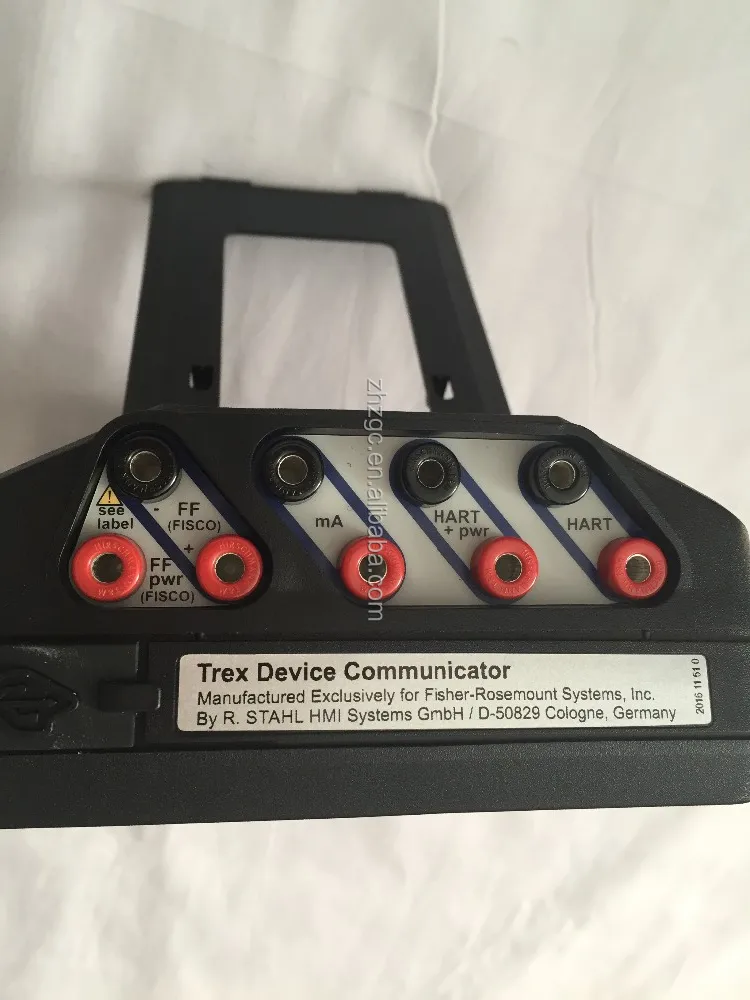 zhzgc.en.alibaba.com
see
label
- FF
(FISCO)
+
FF
pwr
(FISCO)
mA
HART
+ pwr
HART
Trex Device Communicator
Manufactured Exclusively for Fisher-Rosemount Systems, Inc.
By R. STAHL HMI Systems GmbH / D-50829 Cologne, Germany
2016 11 51 0